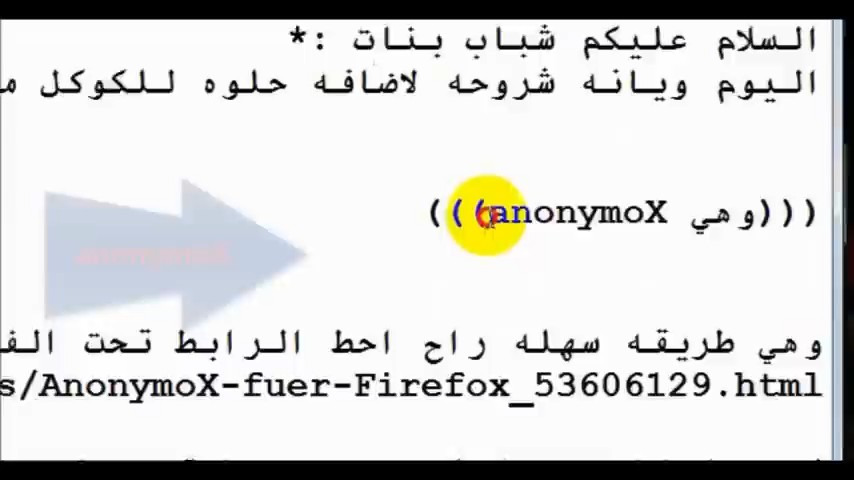 السلام عليكم شباب بنات :*
اليوم ويانه شروحه لاضافه حلوه للكوكل
(((وهي anonymoX)))
anonymoX
وهي طريقه سهله راح احط الرابط تحت
s/AnonymoX-fuer-Firefox_53606129.html